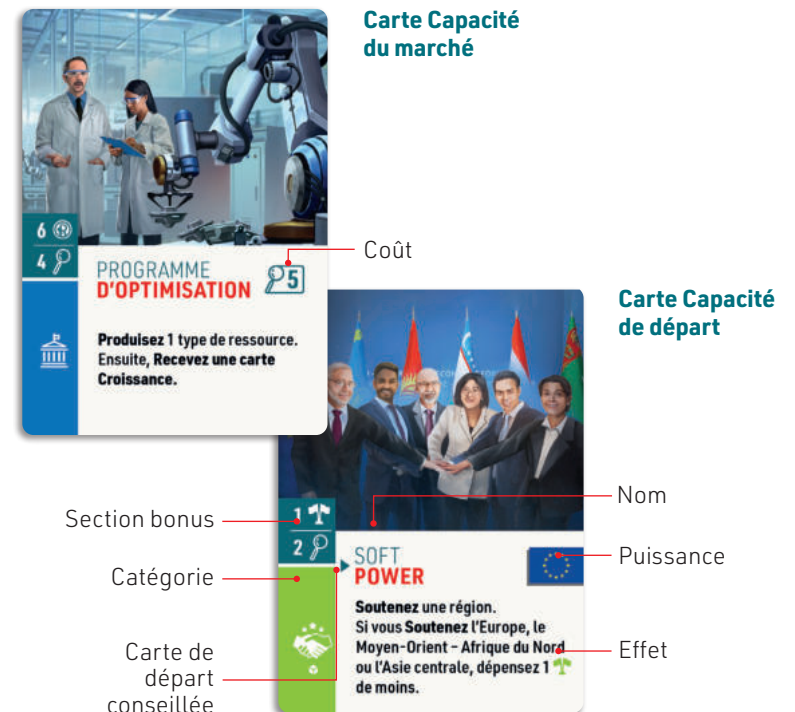 Carte Capacité
du marché
6
4
Coût
PROGRAMME
D'OPTIMISATION
5
Carte Capacité
de départ
Produisez 1 type de ressource.
Ensuite, Recevez une carte
Croissance.
Nom
Section bonus
1
2
SOFT
POWER
Puissance
Catégorie
Soutenez une région.
Si vous Soutenez l'Europe, le
Moyen-Orient – Afrique du Nord
ou l'Asie centrale, dépensez 1
de moins.
Effet
Carte de
départ
conseillée